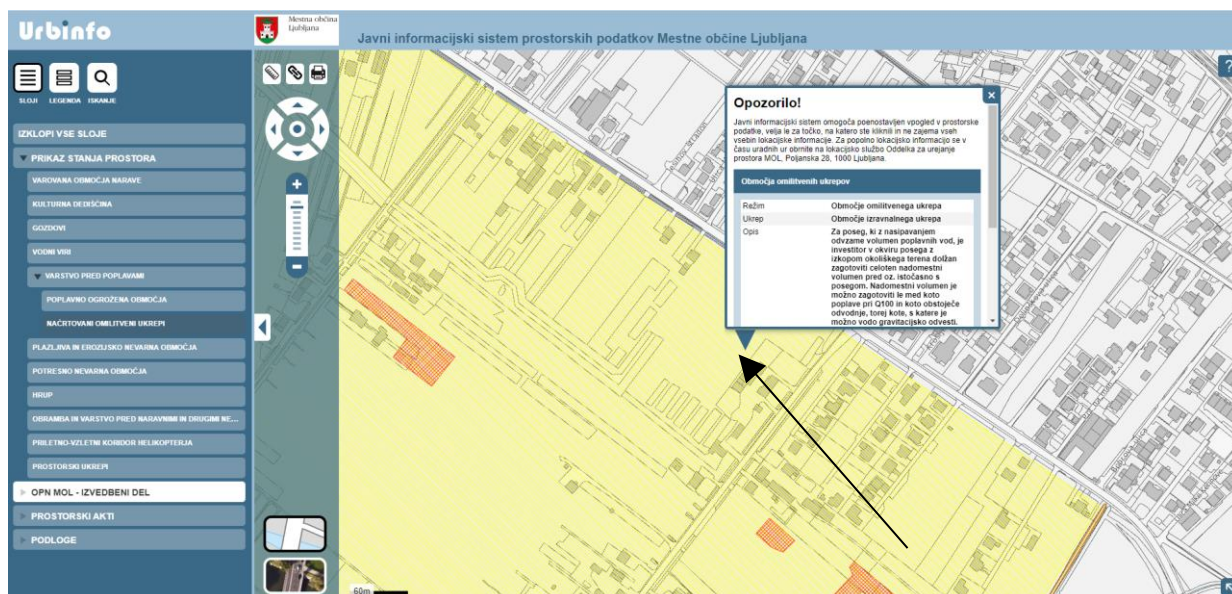 Urbinfo
Mestna občina
Ljubljana
Javni informacijski sistem prostorskih podatkov Mestne občine Ljubljana
SLOJI LEGENDA ISKANJE
IZKLOPI VSE SLOJE
PRIKAZ STANJA PROSTORA
VAROVANA OBMOČJA NARAVE
KULTURNA DEDIŠČINA
GOZDOVI
VODNI VIRI
VARSTVO PRED POPLAVAMI
POPLAVNO OGROŽENA OBMOČJA
NAČRTOVANI OMILITVENI UKREPI
PLAZLJIVA IN EROZIJSKO NEVARNA OBMOČJA
POTRESNO NEVARNA OBMOČJA
HRUP
OBRAMBA IN VARSTVO PRED NARAVNIMI IN DRUGIMI NE...
PRILETNO-VZLETNI KORIDOR HELIKOPTERJA
PROSTORSKI UKREPI
OPN MOL - IZVEDBENI DEL
PROSTORSKI AKTI
PODLOGE
60m
?
Opozorilo!
Javni informacijski sistem omogoča poenostavljen vpogled v prostorske
podatke, velja le za točko, na katero ste kliknili in ne zajema vseh
vsebin lokacijske informacije. Za popolno lokacijsko informacijo se v
času uradnih ur obrnite na lokacijsko službo Oddelka za urejanje
prostora MOL, Poljanska 28, 1000 Ljubljana.
Območja omilitvenih ukrepov
Režim Območje omilitvenega ukrepa
Ukrep Območje izravnalnega ukrepa
Opis Za poseg, ki z nasipavanjem
odvzame volumen poplavnih vod, je
investitor v okviru posega z
izkopom okoliškega terena dolžan
zagotoviti celoten nadomestni
volumen pred oz. istočasno s
posegom. Nadomestni volumen je
možno zagotoviti le med koto
poplave pri Q100 in koto obstoječe
odvodnje, torej kote, s katere je
možno vodo gravitacijsko odvesti.